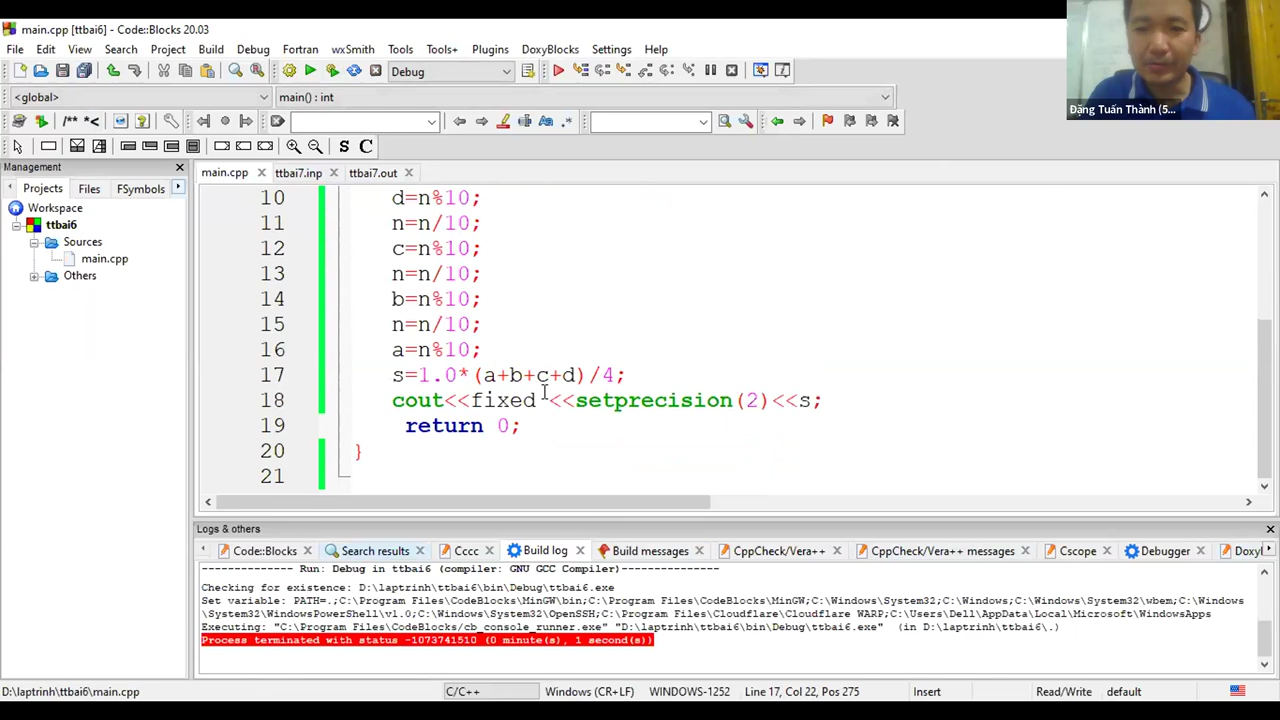 main.cpp [ttbai6] - Code::Blocks 20.03
File Edit View Search Project Build Debug Fortran wxSmith Tools Tools+ Plugins DoxyBlocks Settings Help
Debug
<global> main() : int
/** *<
S C
Đặng Tuấn Thành (5...
Management
Projects Files FSymbols
Workspace
ttbai6
Sources
main.cpp
Others
main.cpp ttbai7.inp ttbai7.out
10 d=n%10;
11 n=n/10;
12 c=n%10;
13 n=n/10;
14 b=n%10;
15 n=n/10;
16 a=n%10;
17 s=1.0*(a+b+c+d)/4;
18 cout<<fixed <<setprecision(2)<<s;
19 return 0;
20 }
21
Logs & others
Code::Blocks Search results Cccc Build log Build messages CppCheck/Vera++ CppCheck/Vera++ messages Cscope Debugger Doxy
-------------- Run: Debug in ttbai6 (compiler: GNU GCC Compiler)---------------
Checking for existence: D:\laptrinh\ttbai6\bin\Debug\ttbai6.exe
Set variable: PATH=.;C:\Program Files\CodeBlocks\MinGW\bin;C:\Program Files\CodeBlocks\MinGW;C:\Windows\System32;C:\Windows;C:\Windows\System32\wbem;C:\Windows
\System32\WindowsPowerShell\v1.0;C:\Windows\System32\OpenSSH;C:\Program Files\Cloudflare\Cloudflare WARP;C:\Users\Dell\AppData\Local\Microsoft\WindowsApps
Executing: "C:\Program Files\CodeBlocks/cb_console_runner.exe" "D:\laptrinh\ttbai6\bin\Debug\ttbai6.exe" (in D:\laptrinh\ttbai6\.)
Process terminated with status -1073741510 (0 minute(s), 1 second(s))
D:\laptrinh\ttbai6\main.cpp C/C++ Windows (CR+LF) WINDOWS-1252 Line 17, Col 22, Pos 275 Insert Read/Write default